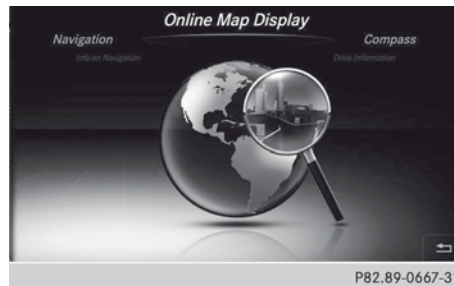 Online Map Display
Navigation Compass
Info on Navigation Drive Information
P82.89-0667-31